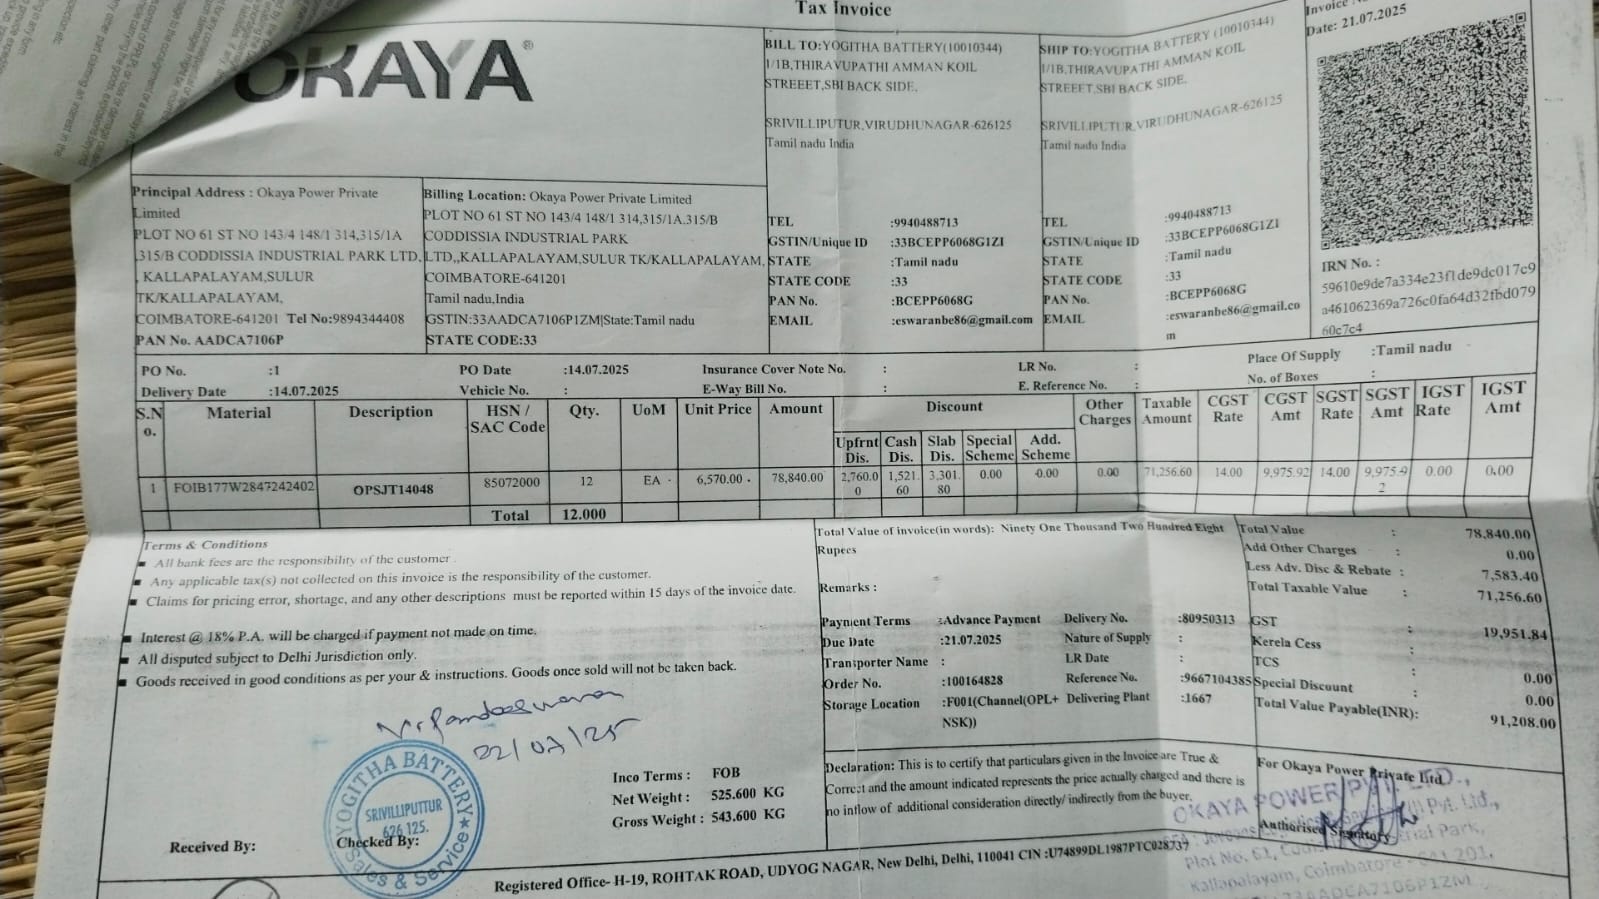 Tax Invoice
OKAYA®
Principal Address : Okaya Power Private
Limited
PLOT NO 61 ST NO 143/4 148/1 314,315/1A
,315/B CODDISSIA INDUSTRIAL PARK LTD,
, KALLAPALAYAM,SULUR
TK/KALLAPALAYAM,
COIMBATORE-641201 Tel No:9894344408
PAN No. AADCA7106P
Billing Location: Okaya Power Private Limited
PLOT NO 61 ST NO 143/4 148/1 314,315/1A,315/B
CODDISSIA INDUSTRIAL PARK
LTD,,KALLAPALAYAM,SULUR TK/KALLAPALAYAM,
COIMBATORE-641201
Tamil nadu,India
GSTIN:33AADCA7106P1ZM|State:Tamil nadu
STATE CODE:33
BILL TO:YOGITHA BATTERY(10010344)
1/1B,THIRAVUPATHI AMMAN KOIL
STREEET,SBI BACK SIDE,
SRIVILLIPUTUR,VIRUDHUNAGAR-626125
Tamil nadu India
TEL :9940488713
GSTIN/Unique ID :33BCEPP6068G1ZI
STATE :Tamil nadu
STATE CODE :33
PAN No. :BCEPP6068G
EMAIL :eswaranbe86@gmail.com
SHIP TO:YOGITHA BATTERY (10010344)
1/1B,THIRAVUPATHI AMMAN KOIL
STREEET,SBI BACK SIDE,
SRIVILLIPUTUR,VIRUDHUNAGAR-626125
Tamil nadu India
TEL :9940488713
GSTIN/Unique ID :33BCEPP6068G1ZI
STATE :Tamil nadu
STATE CODE :33
PAN No. :BCEPP6068G
EMAIL :eswaranbe86@gmail.co
m
Invoice
Date: 21.07.2025
IRN No. :
59610e9de7a334e23f1de9dc017c9
a461062369a726c0fa64d32fbd079
60c7c4
PO No. :1 PO Date :14.07.2025 Insurance Cover Note No. : LR No. : Place Of Supply :Tamil nadu
Delivery Date :14.07.2025 Vehicle No. : E-Way Bill No. : E. Reference No. : No. of Boxes :
S.N o. Material Description HSN / SAC Code Qty. UoM Unit Price Amount Discount Other Charges Taxable Amount CGST Rate CGST Amt SGST Rate SGST Amt IGST Rate IGST Amt
Upfrnt Dis. Cash Dis. Slab Dis. Special Scheme Add. Scheme
1 FOIB177W2847242402 OPSJT14048 85072000 12 EA 6,570.00 78,840.00 2,760.0 0 1,521. 60 3,301. 80 0.00 0.00 0.00 71,256.60 14.00 9,975.92 14.00 9,975.9 2 0.00 0.00
Total 12.000
Terms & Conditions
All bank fees are the responsibility of the customer
Any applicable tax(s) not collected on this invoice is the responsibility of the customer.
Claims for pricing error, shortage, and any other descriptions must be reported within 15 days of the invoice date.
Interest @ 18% P.A. will be charged if payment not made on time.
All disputed subject to Delhi Jurisdiction only.
Goods received in good conditions as per your & instructions. Goods once sold will not be taken back.
22/07/25
YOGITHA BATTERY
SRIVILLIPUTTUR
626 125.
Sales & Service
Received By:
Checked By:
Inco Terms : FOB
Net Weight : 525.600 KG
Gross Weight : 543.600 KG
Total Value of invoice(in words): Ninety One Thousand Two Hundred Eight
Rupees
Remarks :
Payment Terms :Advance Payment Delivery No. :80950313
Due Date :21.07.2025 Nature of Supply :
Transporter Name : LR Date :
Order No. :100164828 Reference No. :9667104385
Storage Location :F001(Channel(OPL+ Delivering Plant :1667
NSK))
Total Value : 78,840.00
Add Other Charges : 0.00
Less Adv. Disc & Rebate : 7,583.40
Total Taxable Value : 71,256.60
GST : 19,951.84
Kerela Cess :
TCS : 0.00
Special Discount : 0.00
Total Value Payable(INR): 91,208.00
Declaration: This is to certify that particulars given in the Invoice are True &
Correct and the amount indicated represents the price actually charged and there is
no inflow of additional consideration directly/ indirectly from the buyer.
For Okaya Power Private Ltd.
Authorised Signatory
OKAYA POWER PVT. LTD.,
Plot No. 61,
Kallapalayam, Coimbatore - 641 201.
Registered Office- H-19, ROHTAK ROAD, UDYOG NAGAR, New Delhi, Delhi, 110041 CIN :U74899DL1987PTC028737